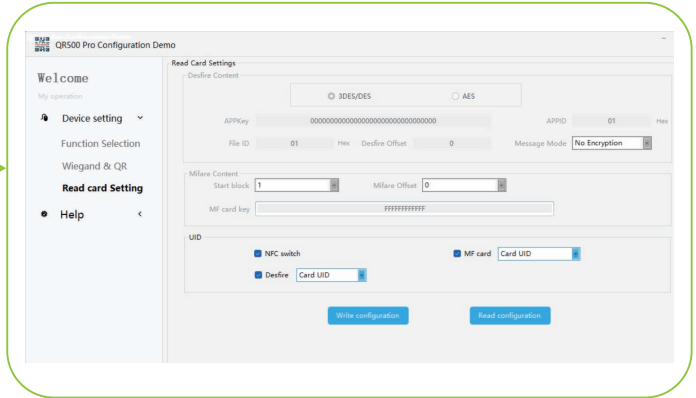 QR500 Pro Configuration Demo
Welcome
My operation
Device setting
Function Selection
Wiegand & QR
Read card Setting
Help
Read Card Settings
Desfire Content
3DES/DES AES
APPKey 00000000000000000000000000000000 APPID 01 Hex
File ID 01 Hex Desfire Offset 0 Message Mode No Encryption
Mifare Content
Start block 1 Mifare Offset 0
MF card key FFFFFFFFFFFF
UID
NFC switch MF card Card UID
Desfire Card UID
Write configuration Read configuration